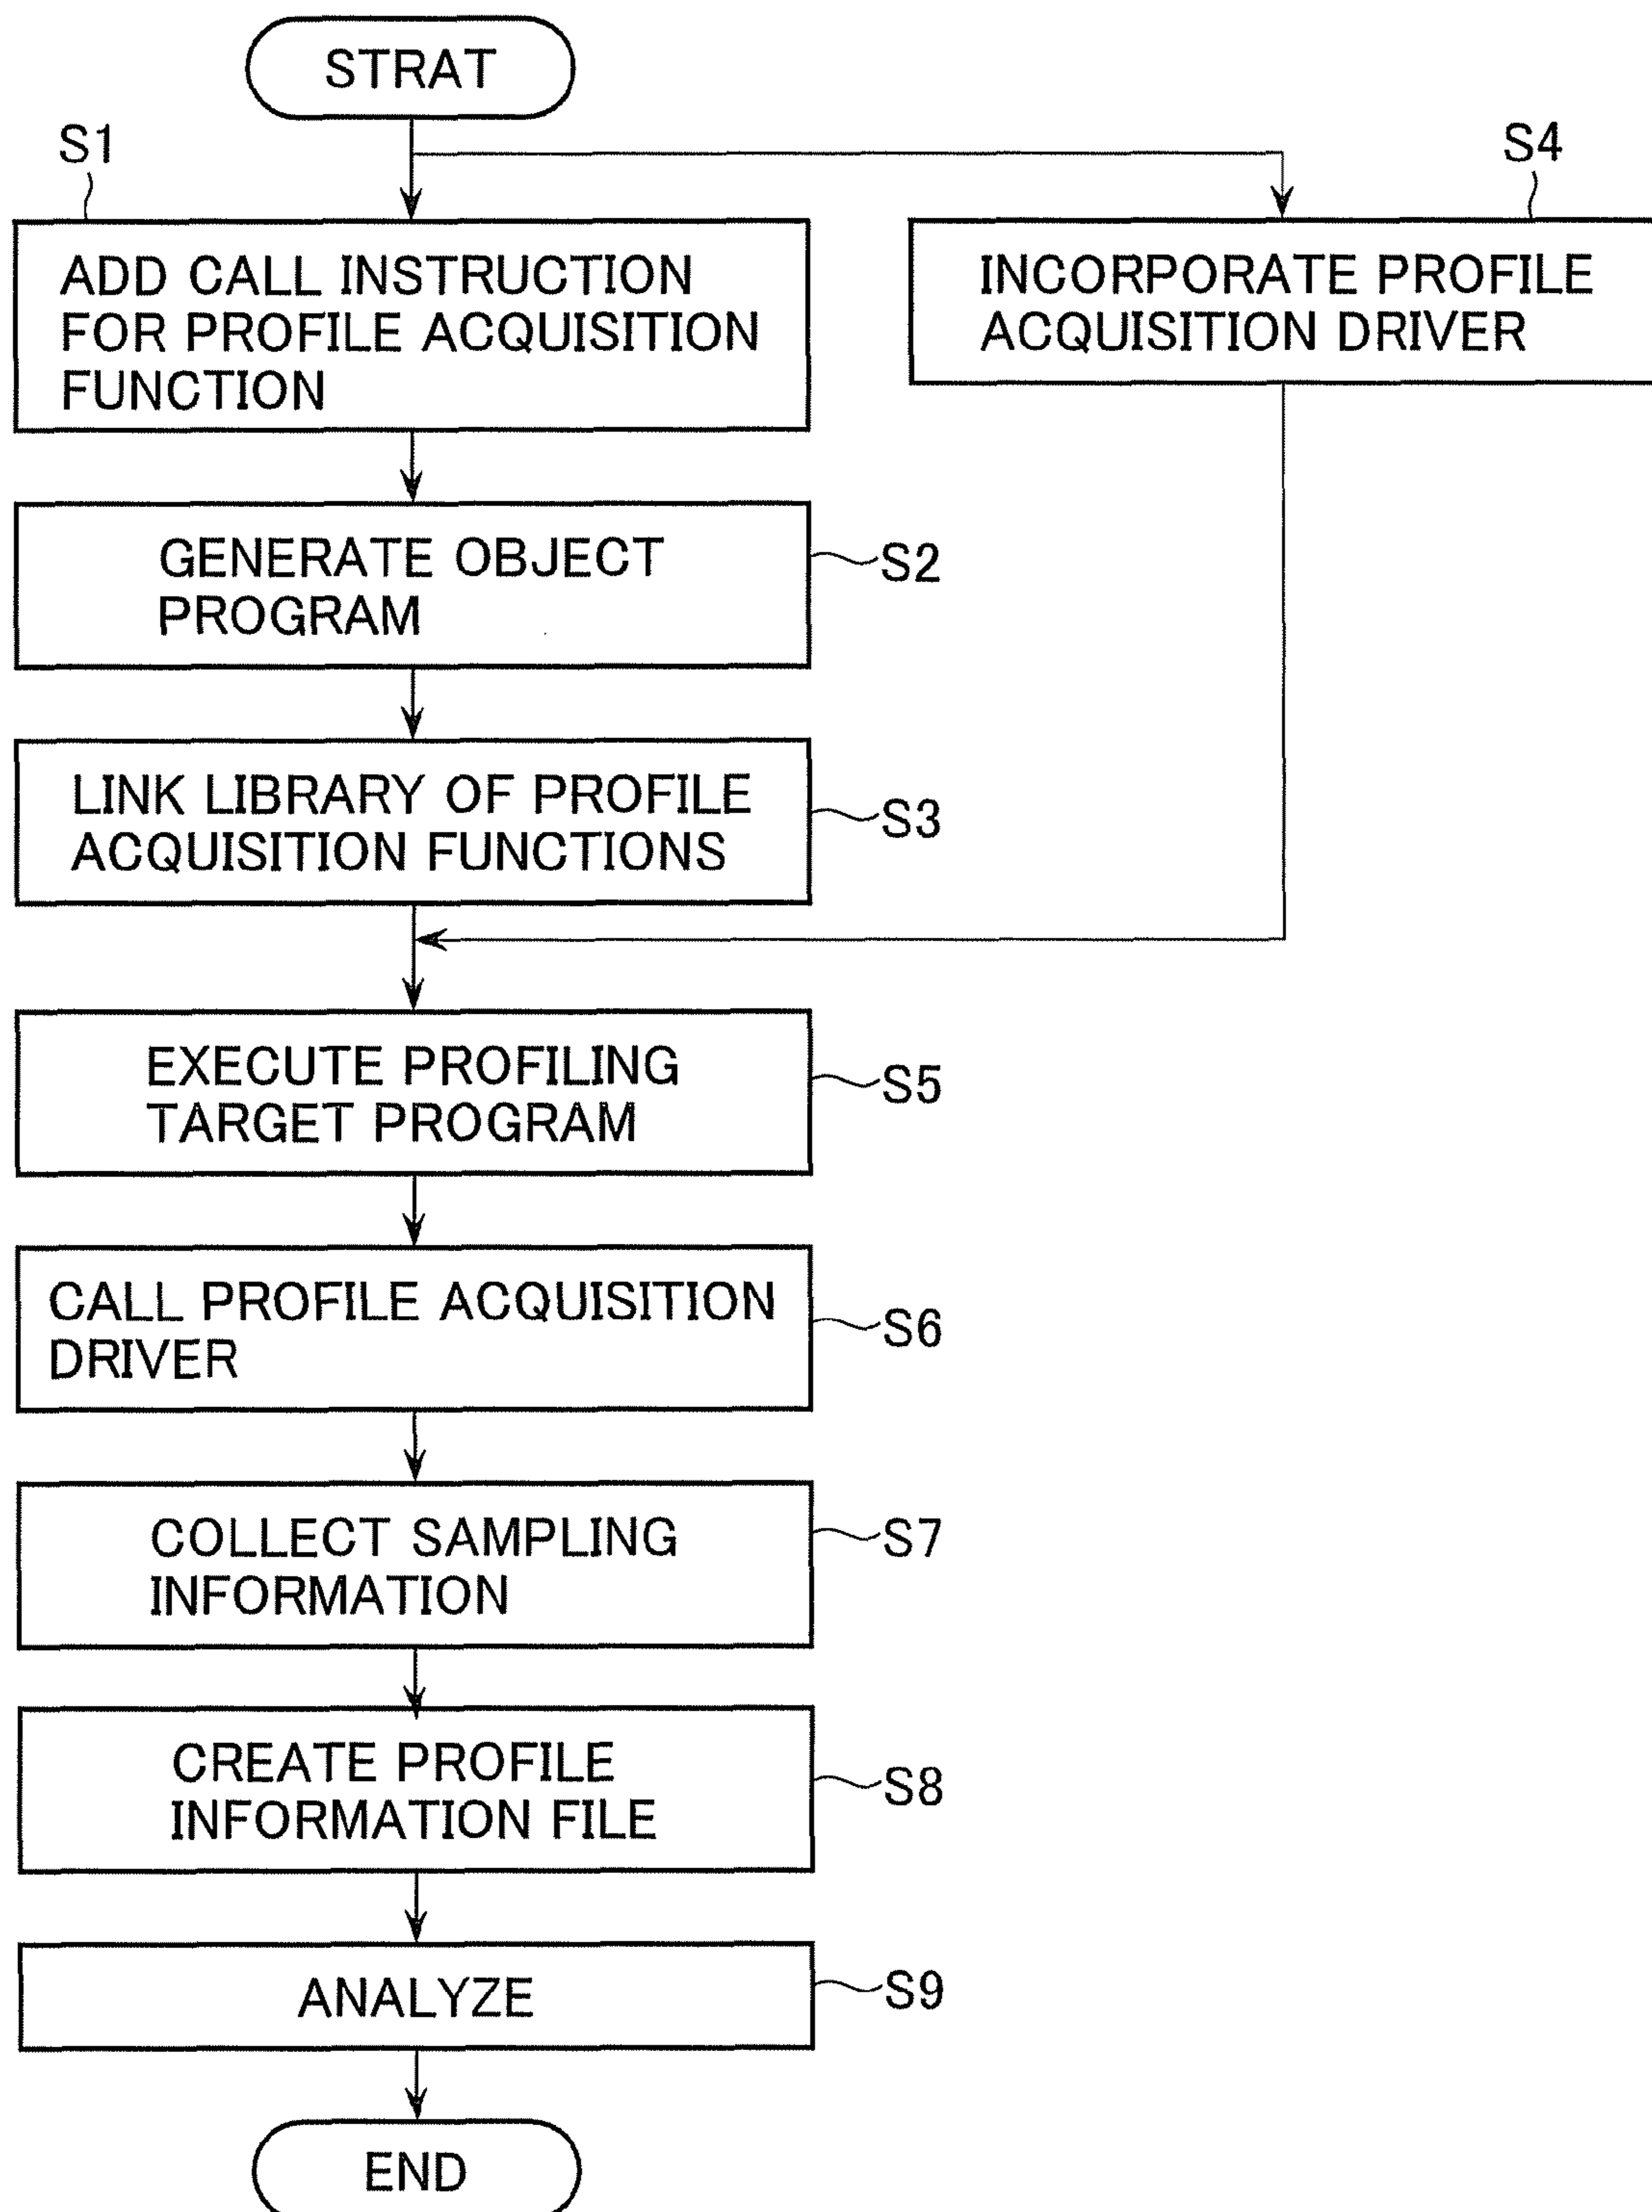 STRAT
S1
S4
ADD CALL INSTRUCTION
FOR PROFILE ACQUISITION
FUNCTION
INCORPORATE PROFILE
ACQUISITION DRIVER
GENERATE OBJECT
PROGRAM
S2
LINK LIBRARY OF PROFILE
ACQUISITION FUNCTIONS
S3
EXECUTE PROFILING
TARGET PROGRAM
S5
CALL PROFILE ACQUISITION
DRIVER
S6
COLLECT SAMPLING
INFORMATION
S7
CREATE PROFILE
INFORMATION FILE
S8
ANALYZE
S9
END